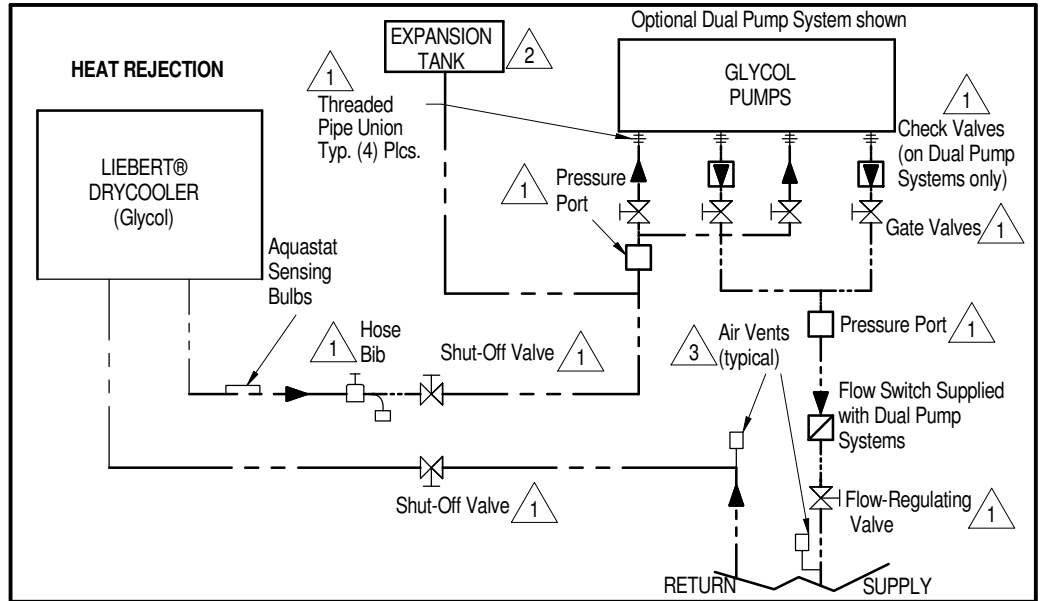 Optional Dual Pump System shown
HEAT REJECTION
EXPANSION
TANK
2
GLYCOL
PUMPS
1
Threaded
Pipe Union
Typ. (4) Plcs.
1
Check Valves
(on Dual Pump
Systems only)
LIEBERT®
DRYCOOLER
(Glycol)
1
Pressure
Port
Gate Valves
1
Aquastat
Sensing
Bulbs
1
Hose
Bib
Shut-Off Valve
1
3
Air Vents
(typical)
Pressure Port
1
Flow Switch Supplied
with Dual Pump
Systems
Shut-Off Valve
1
Flow-Regulating
Valve
1
RETURN
SUPPLY